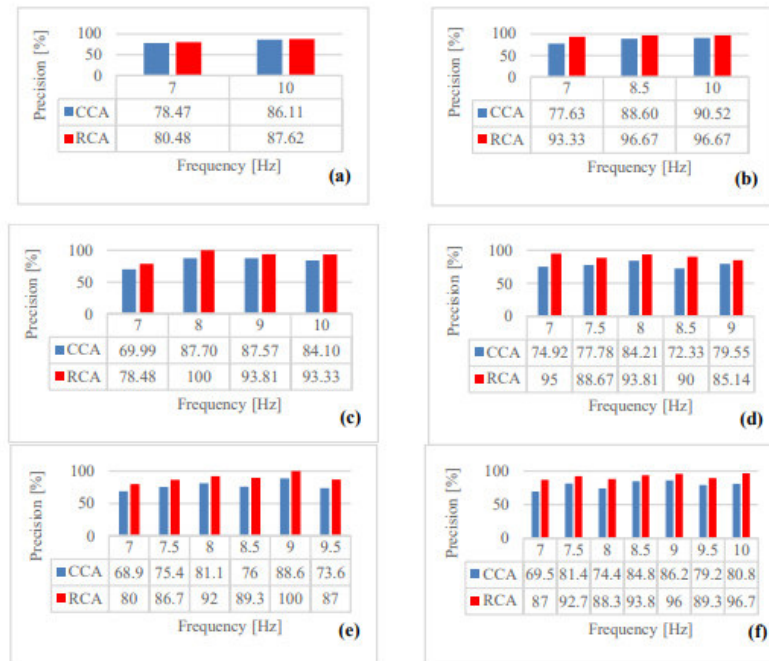 Precision [%]
100
50
0
7 10
CCA 78.47 86.11
RCA 80.48 87.62
Frequency [Hz]
(a)
Precision [%]
100
50
0
7 8.5 10
CCA 77.63 88.60 90.52
RCA 93.33 96.67 96.67
Frequency [Hz]
(b)
Precision [%]
100
50
0
7 8 9 10
CCA 69.99 87.70 87.57 84.10
RCA 78.48 100 93.81 93.33
Frequency [Hz]
(c)
Precision [%]
100
50
0
7 7.5 8 8.5 9
CCA 74.92 77.78 84.21 72.33 79.55
RCA 95 88.67 93.81 90 85.14
Frequency [Hz]
(d)
Precision [%]
100
50
0
7 7.5 8 8.5 9 9.5
CCA 68.9 75.4 81.1 76 88.6 73.6
RCA 80 86.7 92 89.3 100 87
Frequency [Hz]
(e)
Precision [%]
100
50
0
7 7.5 8 8.5 9 9.5 10
CCA 69.5 81.4 74.4 84.8 86.2 79.2 80.8
RCA 87 92.7 88.3 93.8 96 89.3 96.7
Frequency [Hz]
(f)